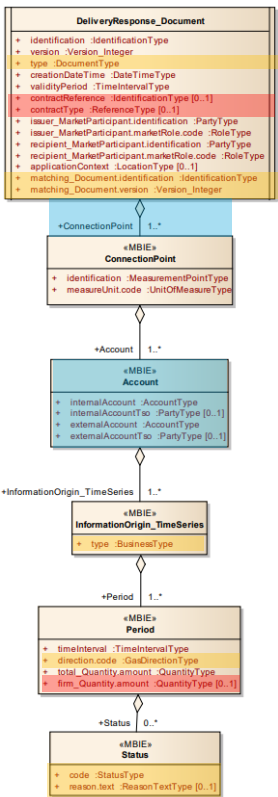 DeliveryResponse_Document
+ identification :IdentificationType
+ version :Version_Integer
+ type :DocumentType
+ creationDateTime :DateTimeType
+ validityPeriod :TimeIntervalType
+ contractReference :IdentificationType [0..1]
+ contractType :ReferenceType [0..1]
+ issuer_MarketParticipant.identification :PartyType
+ issuer_MarketParticipant.marketRole.code :RoleType
+ recipient_MarketParticipant.identification :PartyType
+ recipient_MarketParticipant.marketRole.code :RoleType
+ applicationContext :LocationType [0..1]
+ matching_Document.identification :IdentificationType
+ matching_Document.version :Version_Integer
+ConnectionPoint 1..*
«MBIE»
ConnectionPoint
+ identification :MeasurementPointType
+ measureUnit.code :UnitOfMeasureType
+Account 1..*
«MBIE»
Account
+ internalAccount :AccountType
+ internalAccountTso :PartyType [0..1]
+ externalAccount :AccountType
+ externalAccountTso :PartyType [0..1]
+InformationOrigin_TimeSeries 1..*
«MBIE»
InformationOrigin_TimeSeries
+ type :BusinessType
+Period 1..*
«MBIE»
Period
+ timeInterval :TimeIntervalType
+ direction.code :GasDirectionType
+ total_Quantity.amount :QuantityType
+ firm_Quantity.amount :QuantityType [0..1]
+Status 0..*
«MBIE»
Status
+ code :StatusType
+ reason.text :ReasonTextType [0..1]